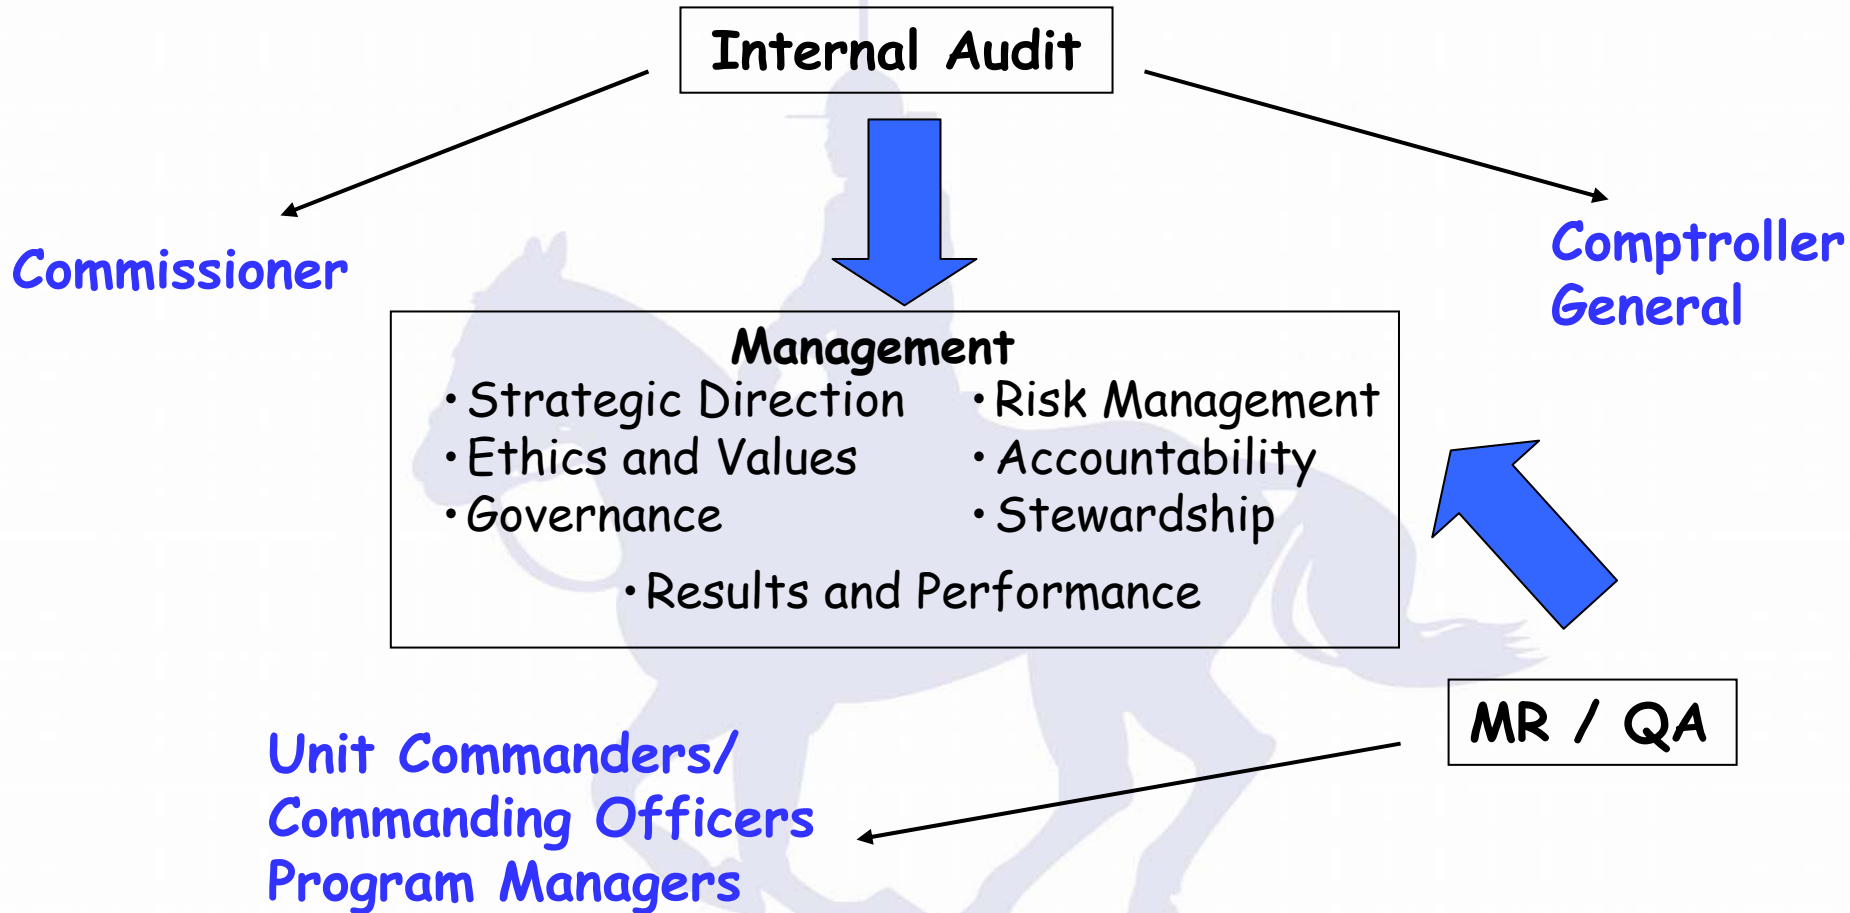 Internal Audit
Commissioner
Comptroller
General
Management
• Strategic Direction
• Ethics and Values
• Governance
• Risk Management
• Accountability
• Stewardship
• Results and Performance
MR / QA
Unit Commanders/
Commanding Officers
Program Managers